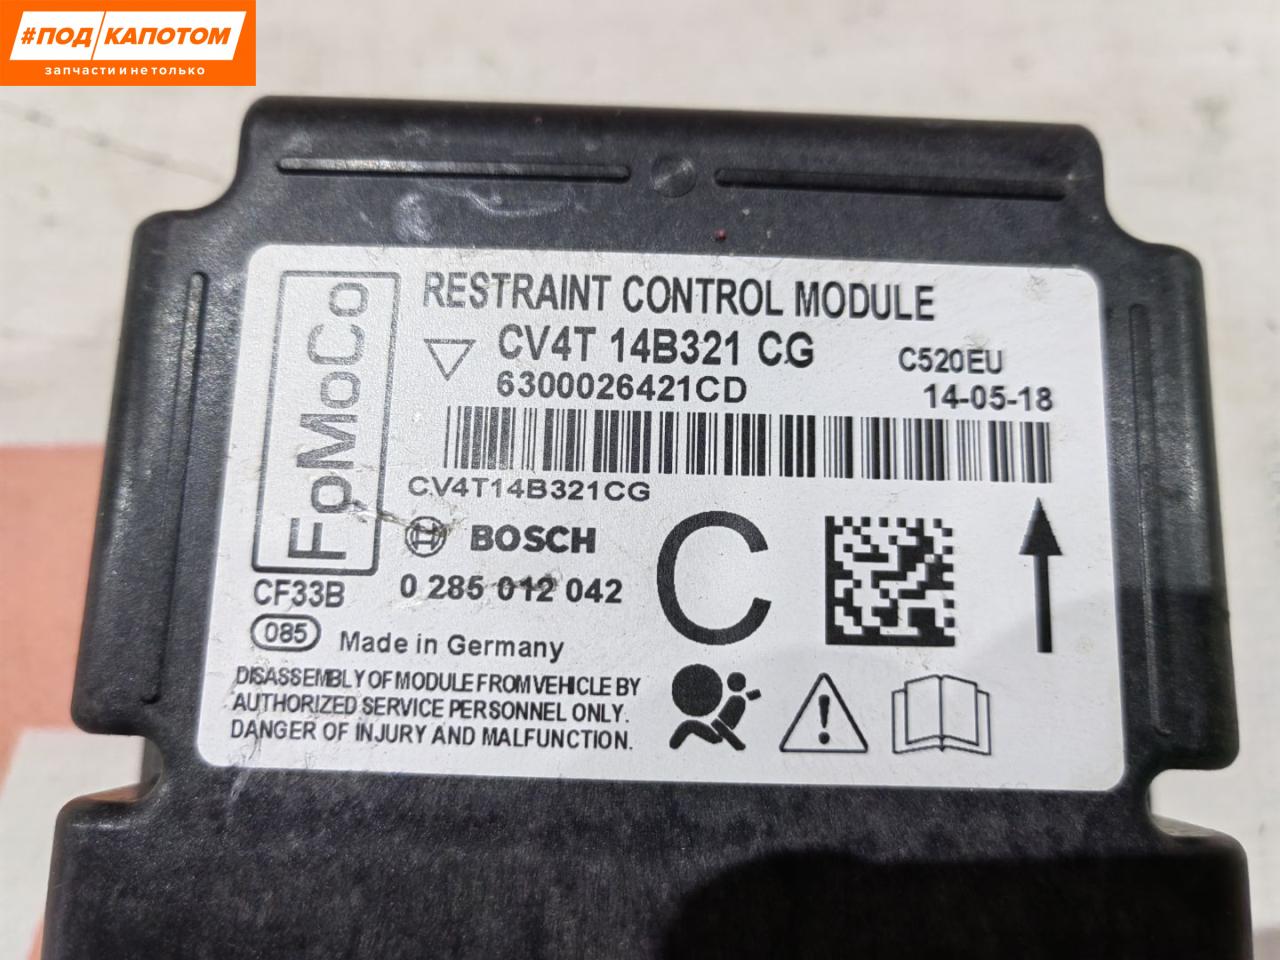 #ПОД/КАПОТОМ
запчасти и не только
FoMoCo
RESTRAINT CONTROL MODULE
CV4T 14B321 CG
C520EU
6300026421CD
14-05-18
CV4T14B321CG
BOSCH
C
CF33B
0 285 012 042
085
Made in Germany
DISASSEMBLY OF MODULE FROM VEHICLE BY
AUTHORIZED SERVICE PERSONNEL ONLY.
DANGER OF INJURY AND MALFUNCTION.